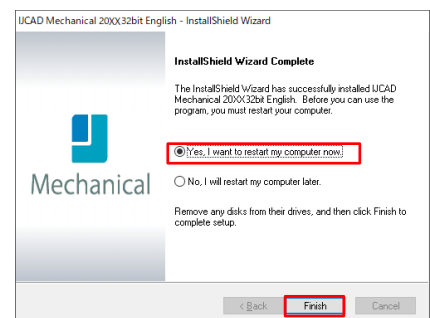 IJCAD Mechanical 20XX32bit English - InstallShield Wizard
InstallShield Wizard Complete
The InstallShield Wizard has successfully installed IJCAD
Mechanical 20XX32bit English. Before you can use the
program, you must restart your computer.
Yes, I want to restart my computer now.
No, I will restart my computer later.
Mechanical
Remove any disks from their drives, and then click Finish to
complete setup.
< Back
Finish
Cancel